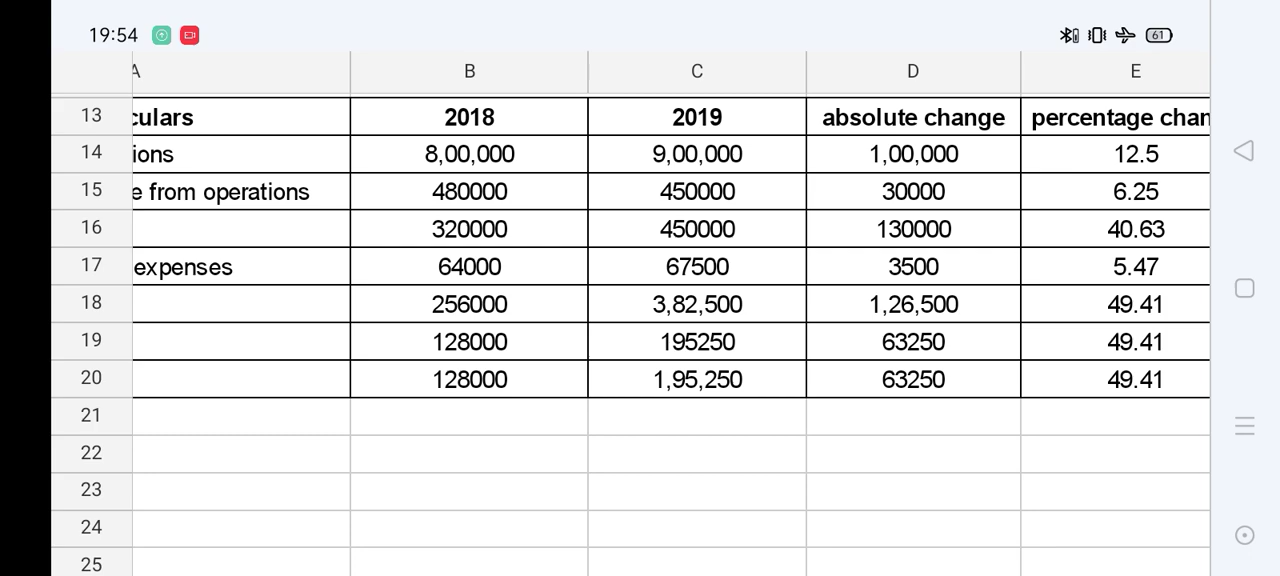 19:54 61
A B C D E
13 culars 2018 2019 absolute change percentage chan
14 ions 8,00,000 9,00,000 1,00,000 12.5
15 e from operations 480000 450000 30000 6.25
16 320000 450000 130000 40.63
17 expenses 64000 67500 3500 5.47
18 256000 3,82,500 1,26,500 49.41
19 128000 195250 63250 49.41
20 128000 1,95,250 63250 49.41
21
22
23
24
25